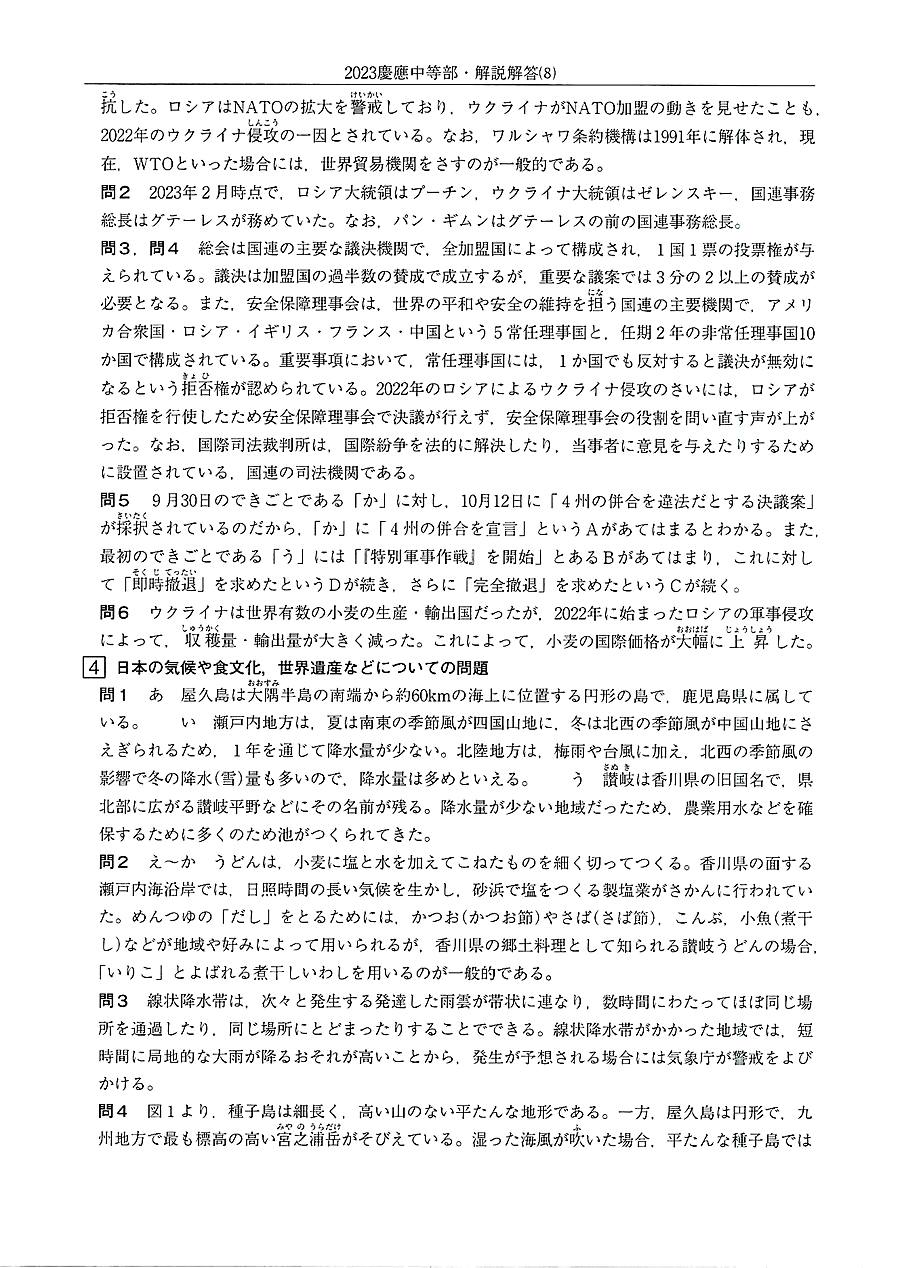 2023慶應中等部・解説解答(8)
抗した。ロシアはNATOの拡大を警戒しており，ウクライナがNATO加盟の動きを見せたことも，
2022年のウクライナ侵攻の一因とされている。なお，ワルシャワ条約機構は1991年に解体され，現
在，WTOといった場合には，世界貿易機関をさすのが一般的である。
問2　2023年2月時点で，ロシア大統領はプーチン，ウクライナ大統領はゼレンスキー，国連事務
総長はグテーレスが務めていた。なお，パン・ギムンはグテーレスの前の国連事務総長。
問3，問4　総会は国連の主要な議決機関で，全加盟国によって構成され，1国1票の投票権が与
えられている。議決は加盟国の過半数の賛成で成立するが，重要な議案では3分の2以上の賛成が
必要となる。また，安全保障理事会は，世界の平和や安全の維持を担う国連の主要機関で，アメリ
カ合衆国・ロシア・イギリス・フランス・中国という5常任理事国と，任期2年の非常任理事国10
か国で構成されている。重要事項において，常任理事国には，1か国でも反対すると議決が無効に
なるという拒否権が認められている。2022年のロシアによるウクライナ侵攻のさいには，ロシアが
拒否権を行使したため安全保障理事会で決議が行えず，安全保障理事会の役割を問い直す声が上が
った。なお，国際司法裁判所は，国際紛争を法的に解決したり，当事者に意見を与えたりするため
に設置されている，国連の司法機関である。
問5　9月30日のできごとである「か」に対し，10月12日に「4州の併合を違法だとする決議案」
が採択されているのだから，「か」に「4州の併合を宣言」というAがあてはまるとわかる。また，
最初のできごとである「う」には「『特別軍事作戦』を開始」とあるBがあてはまり，これに対し
て「即時撤退」を求めたというDが続き，さらに「完全撤退」を求めたというCが続く。
問6　ウクライナは世界有数の小麦の生産・輸出国だったが，2022年に始まったロシアの軍事侵攻
によって，収穫量・輸出量が大きく減った。これによって，小麦の国際価格が大幅に上昇した。
4 日本の気候や食文化，世界遺産などについての問題
問1　あ　屋久島は大隅半島の南端から約60kmの海上に位置する円形の島で，鹿児島県に属して
いる。　い　瀬戸内地方は，夏は南東の季節風が四国山地に，冬は北西の季節風が中国山地にさ
えぎられるため，1年を通じて降水量が少ない。北陸地方は，梅雨や台風に加え，北西の季節風の
影響で冬の降水(雪)量も多いので，降水量は多めといえる。　う　讃岐は香川県の旧国名で，県
北部に広がる讃岐平野などにその名前が残る。降水量が少ない地域だったため，農業用水などを確
保するために多くのため池がつくられてきた。
問2　え〜か　うどんは，小麦に塩と水を加えてこねたものを細く切ってつくる。香川県の面する
瀬戸内海沿岸では，日照時間の長い気候を生かし，砂浜で塩をつくる製塩業がさかんに行われてい
た。めんつゆの「だし」をとるためには，かつお(かつお節)やさば(さば節)，こんぶ，小魚(煮干
し)などが地域や好みによって用いられるが，香川県の郷土料理として知られる讃岐うどんの場合，
「いりこ」とよばれる煮干しいわしを用いるのが一般的である。
問3　線状降水帯は，次々と発生する発達した雨雲が帯状に連なり，数時間にわたってほぼ同じ場
所を通過したり，同じ場所にとどまったりすることでできる。線状降水帯がかかった地域では，短
時間に局地的な大雨が降るおそれが高いことから，発生が予想される場合には気象庁が警戒をよび
かける。
問4　図1より，種子島は細長く，高い山のない平たんな地形である。一方，屋久島は円形で，九
州地方で最も標高の高い宮之浦岳がそびえている。湿った海風が吹いた場合，平たんな種子島では